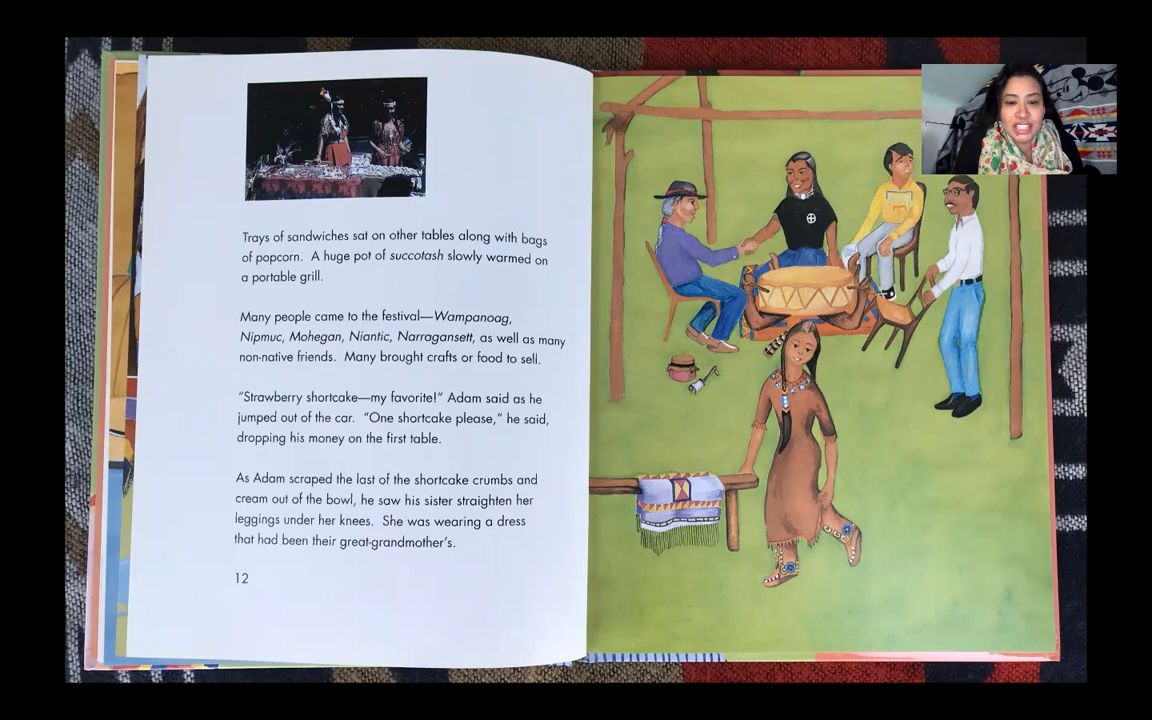 Trays of sandwiches sat on other tables along with bags
of popcorn. A huge pot of succotash slowly warmed on
a portable grill.
Many people came to the festival—Wampanoag,
Nipmuc, Mohegan, Niantic, Narragansett, as well as many
non-native friends. Many brought crafts or food to sell.
"Strawberry shortcake—my favorite!" Adam said as he
jumped out of the car. "One shortcake please," he said,
dropping his money on the first table.
As Adam scraped the last of the shortcake crumbs and
cream out of the bowl, he saw his sister straighten her
leggings under her knees. She was wearing a dress
that had been their great-grandmother's.
12